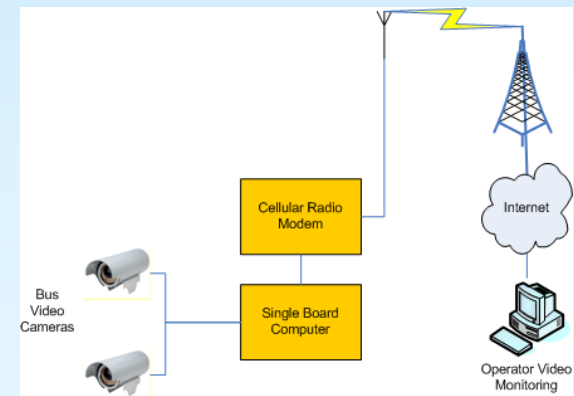 Cellular Radio
Modem
Internet
Bus
Video
Cameras
Single Board
Computer
Operator Video
Monitoring